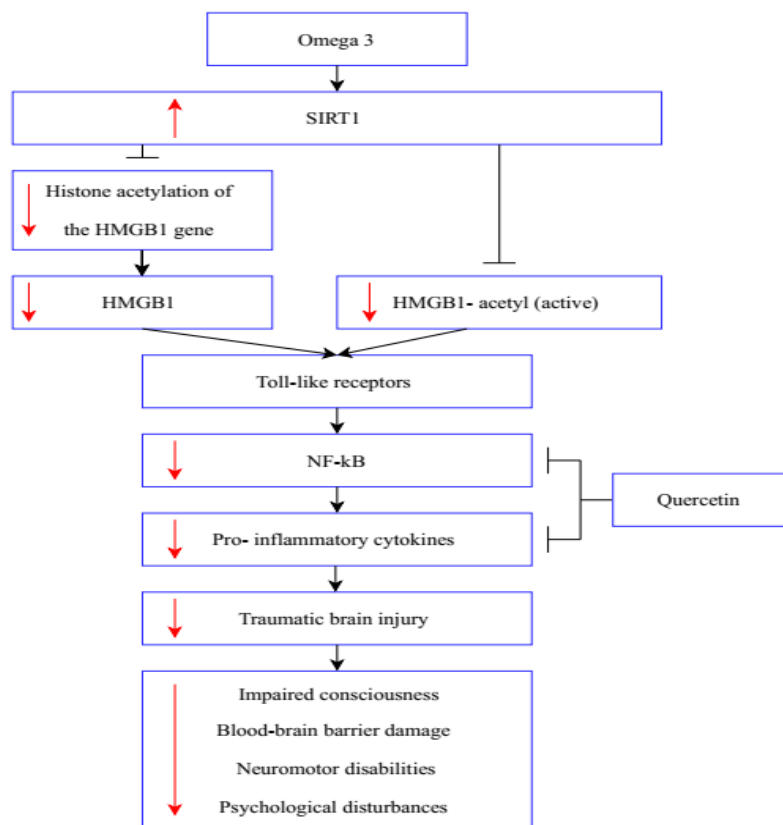 Omega 3
SIRT1
Histone acetylation of
the HMGB1 gene
HMGB1
HMGB1- acetyl (active)
Toll-like receptors
NF-kB
Quercetin
Pro- inflammatory cytokines
Traumatic brain injury
Impaired consciousness
Blood-brain barrier damage
Neuromotor disabilities
Psychological disturbances